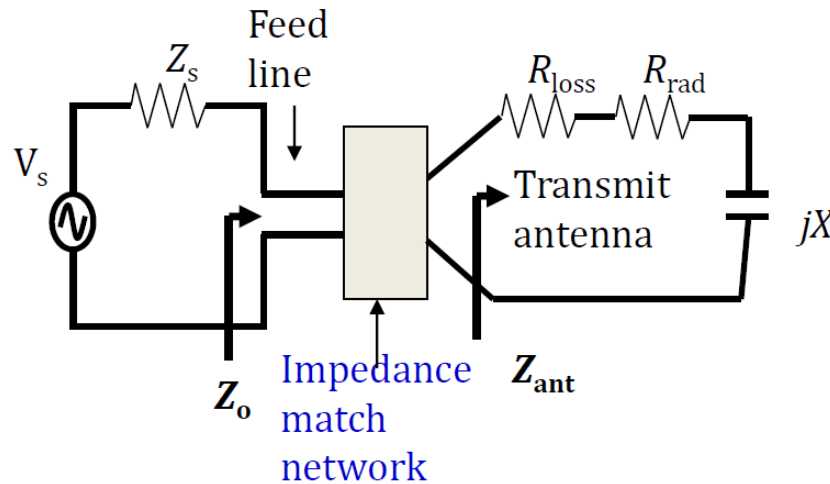 Feed
line
Z_s
R_loss
R_rad
V_s
Transmit
antenna
jX
Z_o
Impedance
match
network
Z_ant